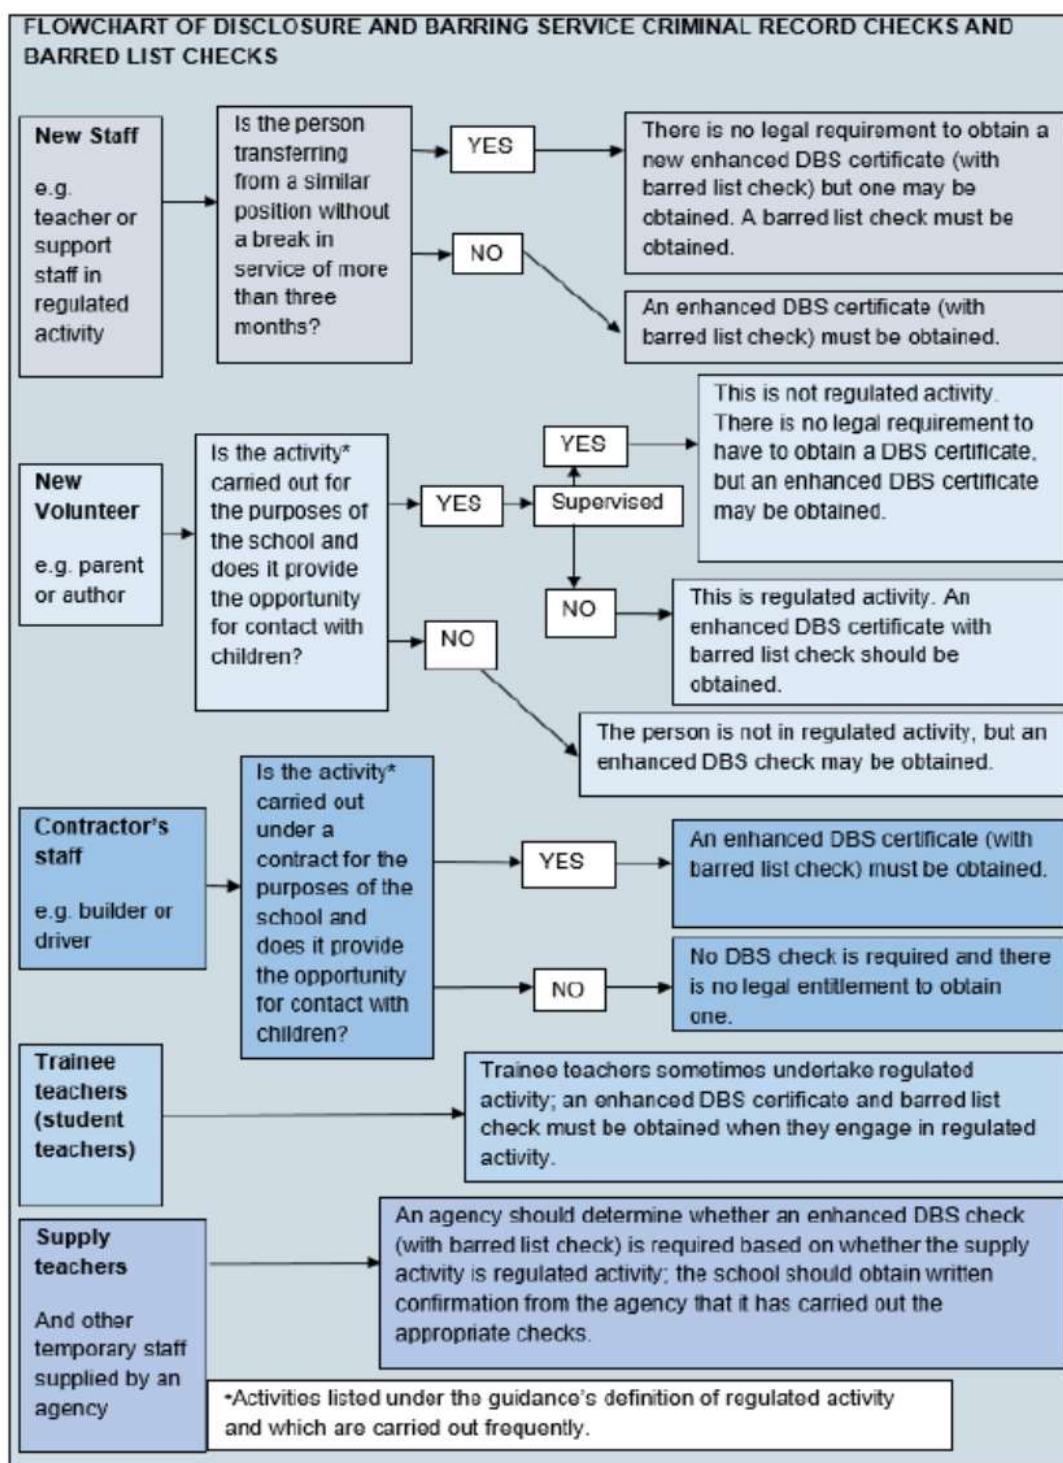 FLOWCHART OF DISCLOSURE AND BARRING SERVICE CRIMINAL RECORD CHECKS AND
BARRED LIST CHECKS
New Staff
e.g.
teacher or
support
staff in
regulated
activity
Is the person
transferring
from a similar
position without
a break in
service of more
than three
months?
YES
There is no legal requirement to obtain a
new enhanced DBS certificate (with
barred list check) but one may be
obtained. A barred list check must be
obtained.
NO
An enhanced DBS certificate (with
barred list check) must be obtained.
New
Volunteer
e.g. parent
or author
Is the activity*
carried out for
the purposes of
the school and
does it provide
the opportunity
for contact with
children?
YES
Supervised
YES
This is not regulated activity.
There is no legal requirement to
have to obtain a DBS certificate,
but an enhanced DBS certificate
may be obtained.
NO
This is regulated activity. An
enhanced DBS certificate with
barred list check should be
obtained.
NO
The person is not in regulated activity, but an
enhanced DBS check may be obtained.
Contractor's
staff
e.g. builder or
driver
Is the activity*
carried out
under a
contract for the
purposes of the
school and
does it provide
the opportunity
for contact with
children?
YES
An enhanced DBS certificate (with
barred list check) must be obtained.
NO
No DBS check is required and there
is no legal entitlement to obtain
one.
Trainee
teachers
(student
teachers)
Trainee teachers sometimes undertake regulated
activity; an enhanced DBS certificate and barred list
check must be obtained when they engage in regulated
activity.
Supply
teachers
And other
temporary staff
supplied by an
agency
An agency should determine whether an enhanced DBS check
(with barred list check) is required based on whether the supply
activity is regulated activity; the school should obtain written
confirmation from the agency that it has carried out the
appropriate checks.
*Activities listed under the guidance's definition of regulated activity
and which are carried out frequently.